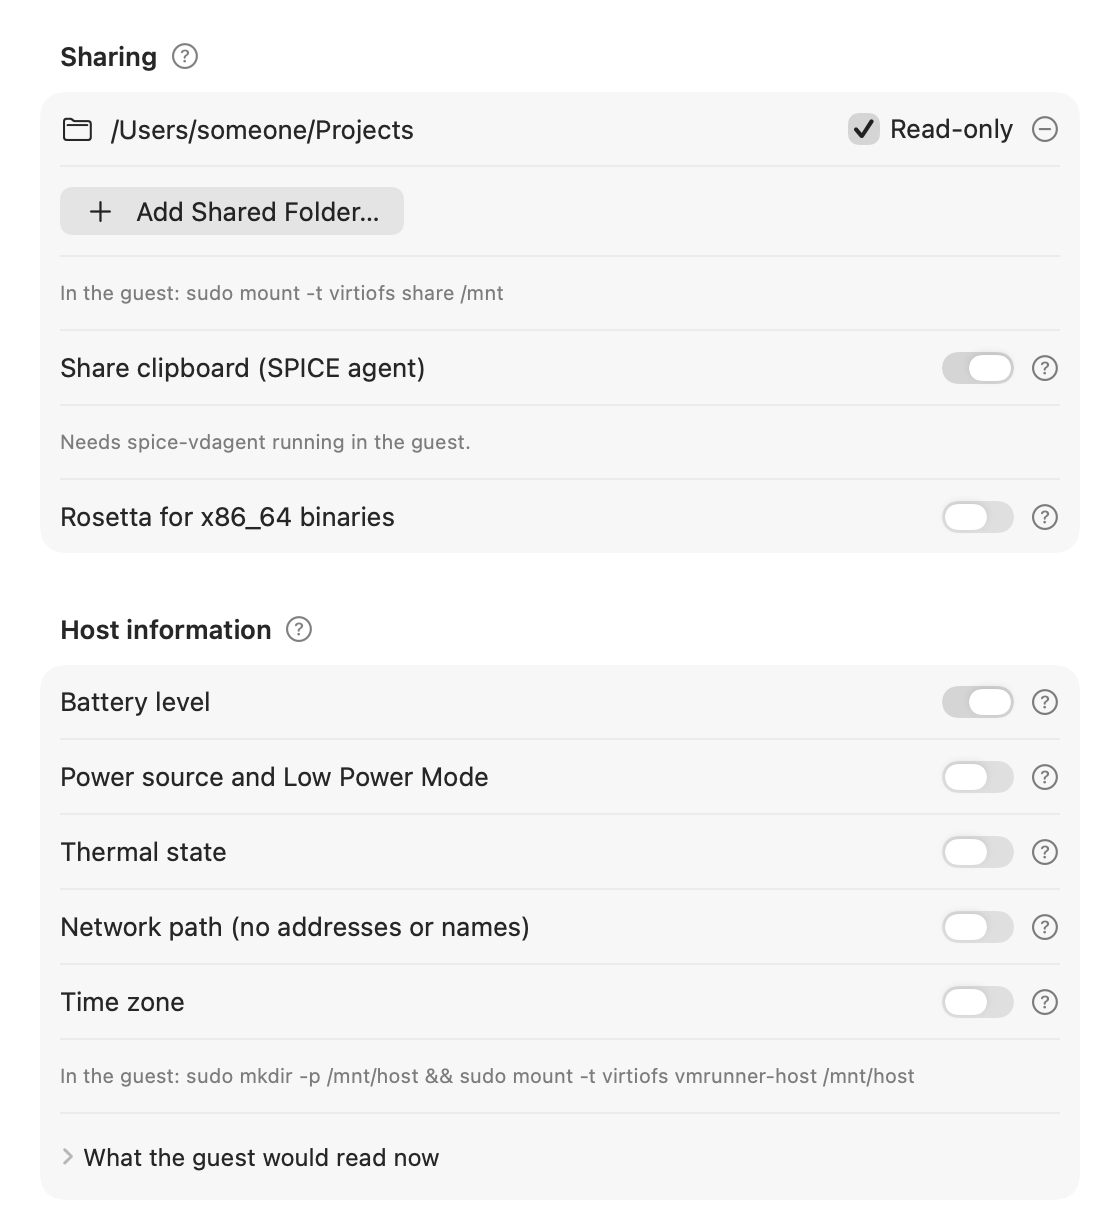 Sharing ?
/Users/someone/Projects Read-only
+ Add Shared Folder...
In the guest: sudo mount -t virtiofs share /mnt
Share clipboard (SPICE agent) ?
Needs spice-vdagent running in the guest.
Rosetta for x86_64 binaries ?
Host information ?
Battery level ?
Power source and Low Power Mode ?
Thermal state ?
Network path (no addresses or names) ?
Time zone ?
In the guest: sudo mkdir -p /mnt/host && sudo mount -t virtiofs vmrunner-host /mnt/host
What the guest would read now